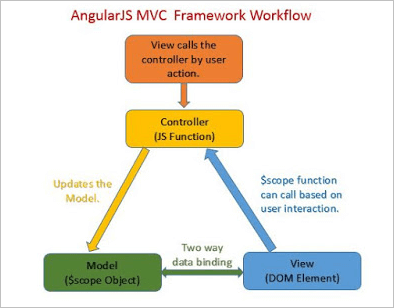 AngularJS MVC Framework Workflow
View calls the
controller by user
action.
Controller
(JS Function)
Updates the
Model.
$scope function
can call based on
user interaction.
Two way
data binding
Model
($scope Object)
View
(DOM Element)